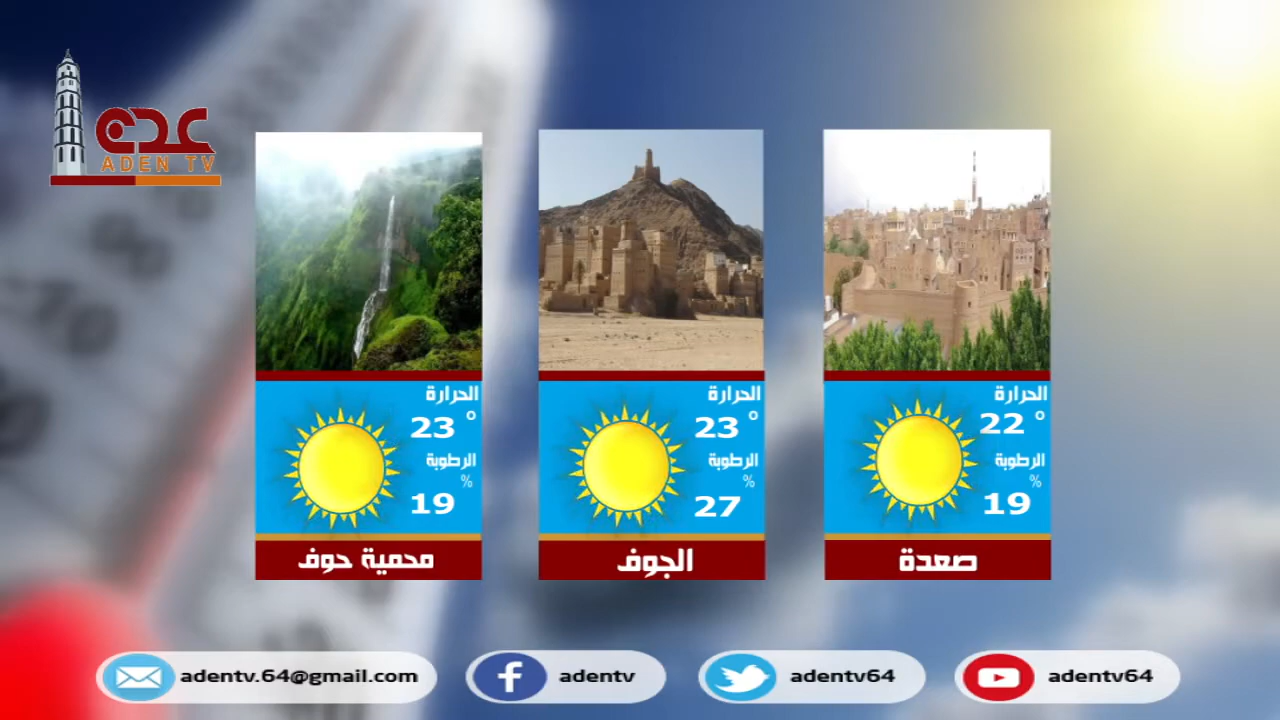 عدن
ADEN TV
الحرارة
23 °
الرطوبة
%
19
محمية حوف
الحرارة
23 °
الرطوبة
%
27
الجوف
الحرارة
22 °
الرطوبة
%
19
صعدة
adentv.64@gmail.com
adentv
adentv64
adentv64